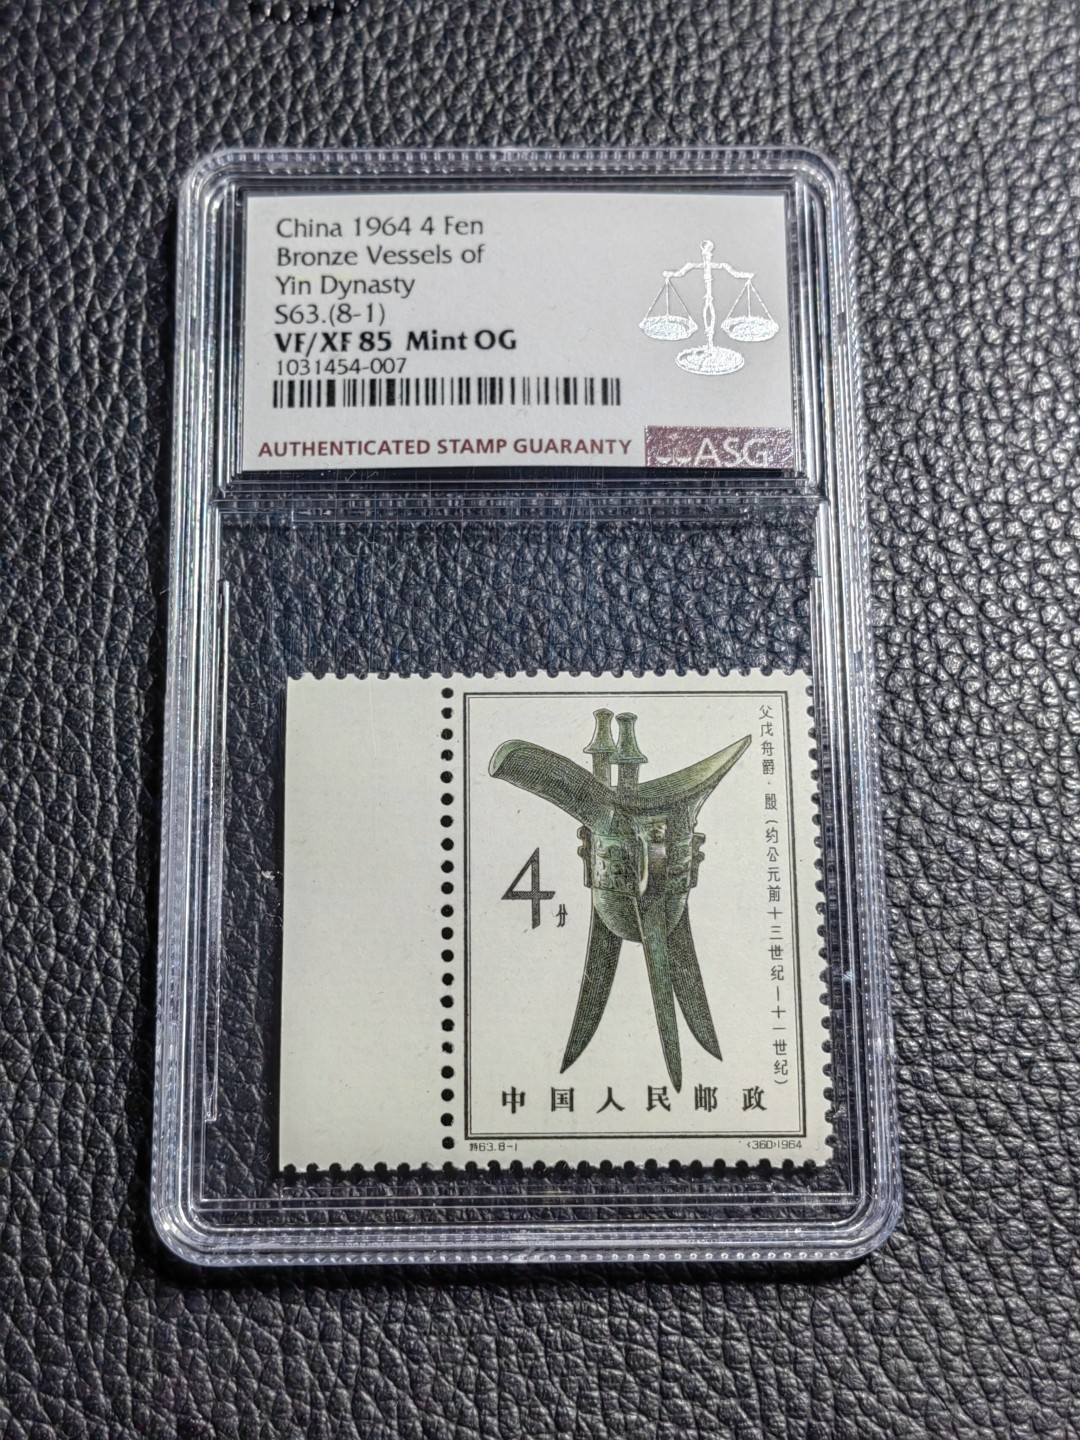 China 1964 4 Fen
Bronze Vessels of
Yin Dynasty
S63.(8-1)
VF/XF 85 Mint OG
1031454-007
AUTHENTICATED STAMP GUARANTY
ASG
父戊舟爵·殷(约公元前十三世纪—十一世纪)
4分
中国人民邮政
特63.8-1
(360)1964